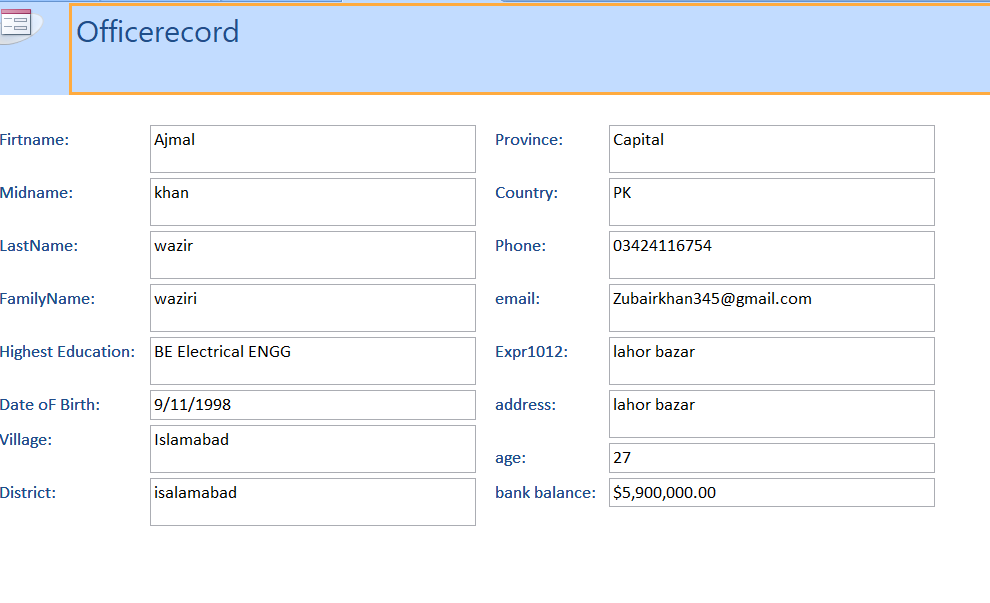 Officerecord
Firtname: Ajmal
Midname: khan
LastName: wazir
FamilyName: waziri
Highest Education: BE Electrical ENGG
Date oF Birth: 9/11/1998
Village: Islamabad
District: isalamabad
Province: Capital
Country: PK
Phone: 03424116754
email: Zubairkhan345@gmail.com
Expr1012: lahor bazar
address: lahor bazar
age: 27
bank balance: $5,900,000.00